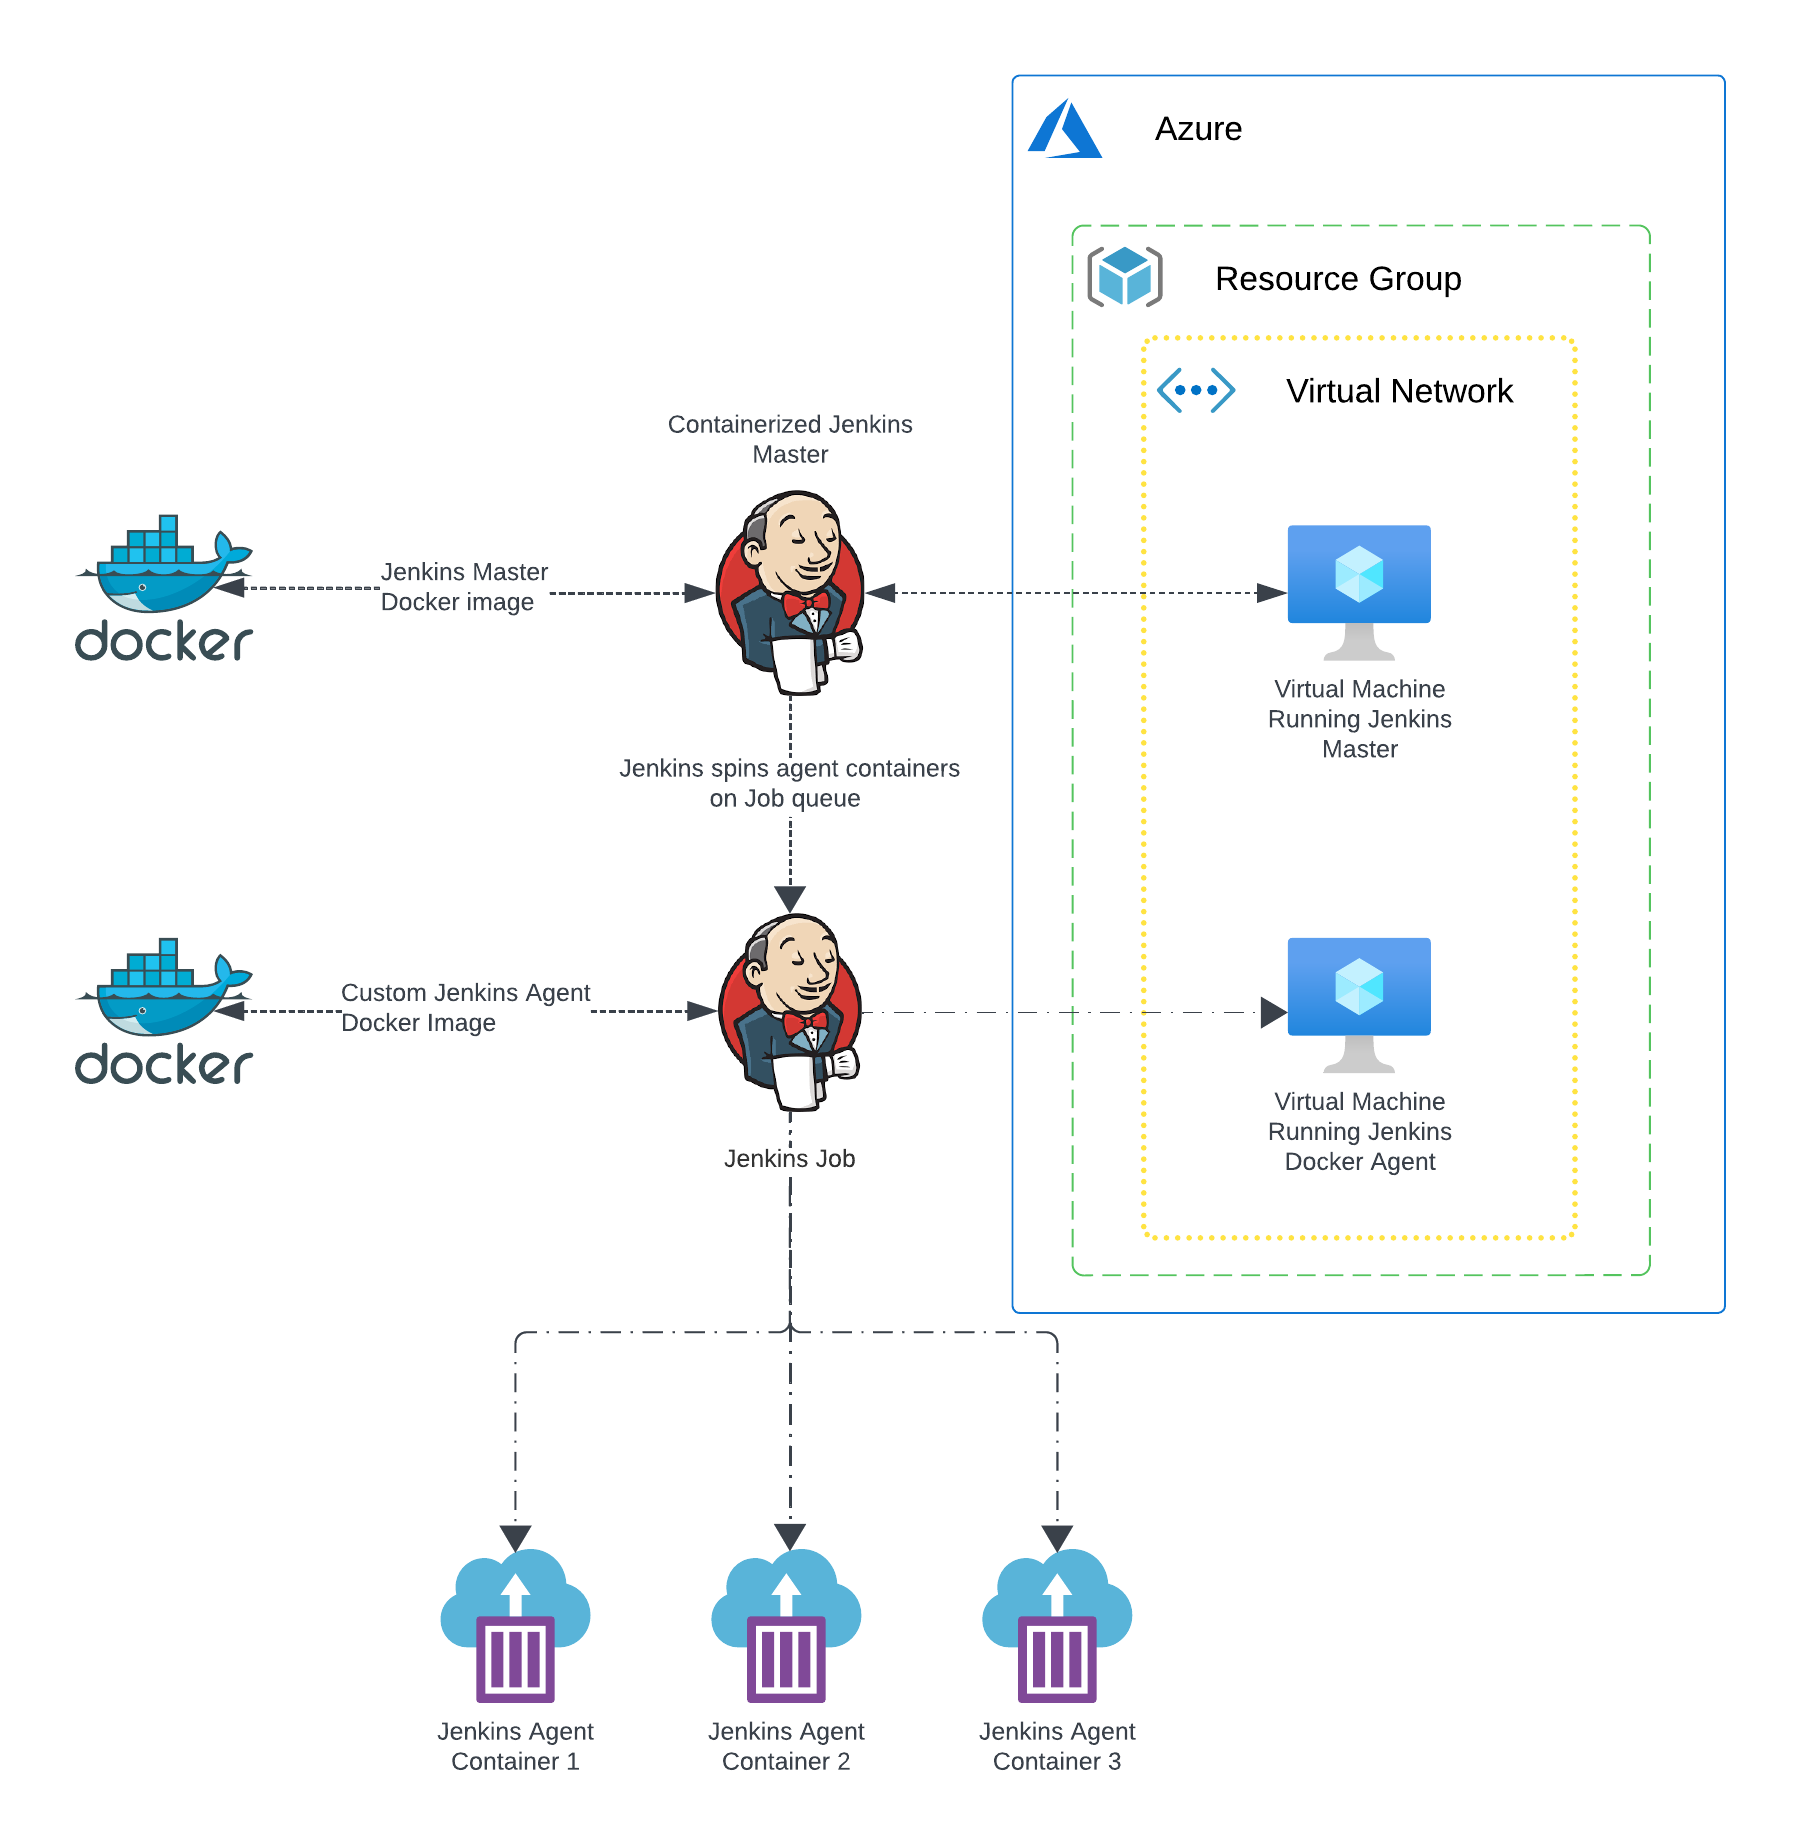 Azure
Resource Group
Virtual Network
Containerized Jenkins
Master
docker
Jenkins Master
Docker image
Virtual Machine
Running Jenkins
Master
Jenkins spins agent containers
on Job queue
docker
Custom Jenkins Agent
Docker Image
Virtual Machine
Running Jenkins
Docker Agent
Jenkins Job
Jenkins Agent
Container 1
Jenkins Agent
Container 2
Jenkins Agent
Container 3